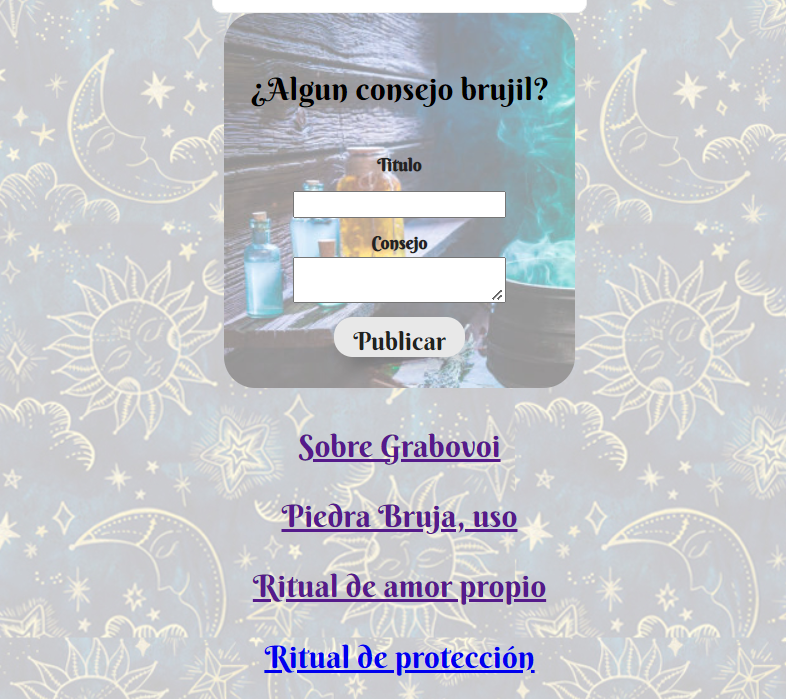 ¿Algun consejo brujil?
Titulo
Consejo
Publicar
Sobre Grabovoi
Piedra Bruja, uso
Ritual de amor propio
Ritual de protección